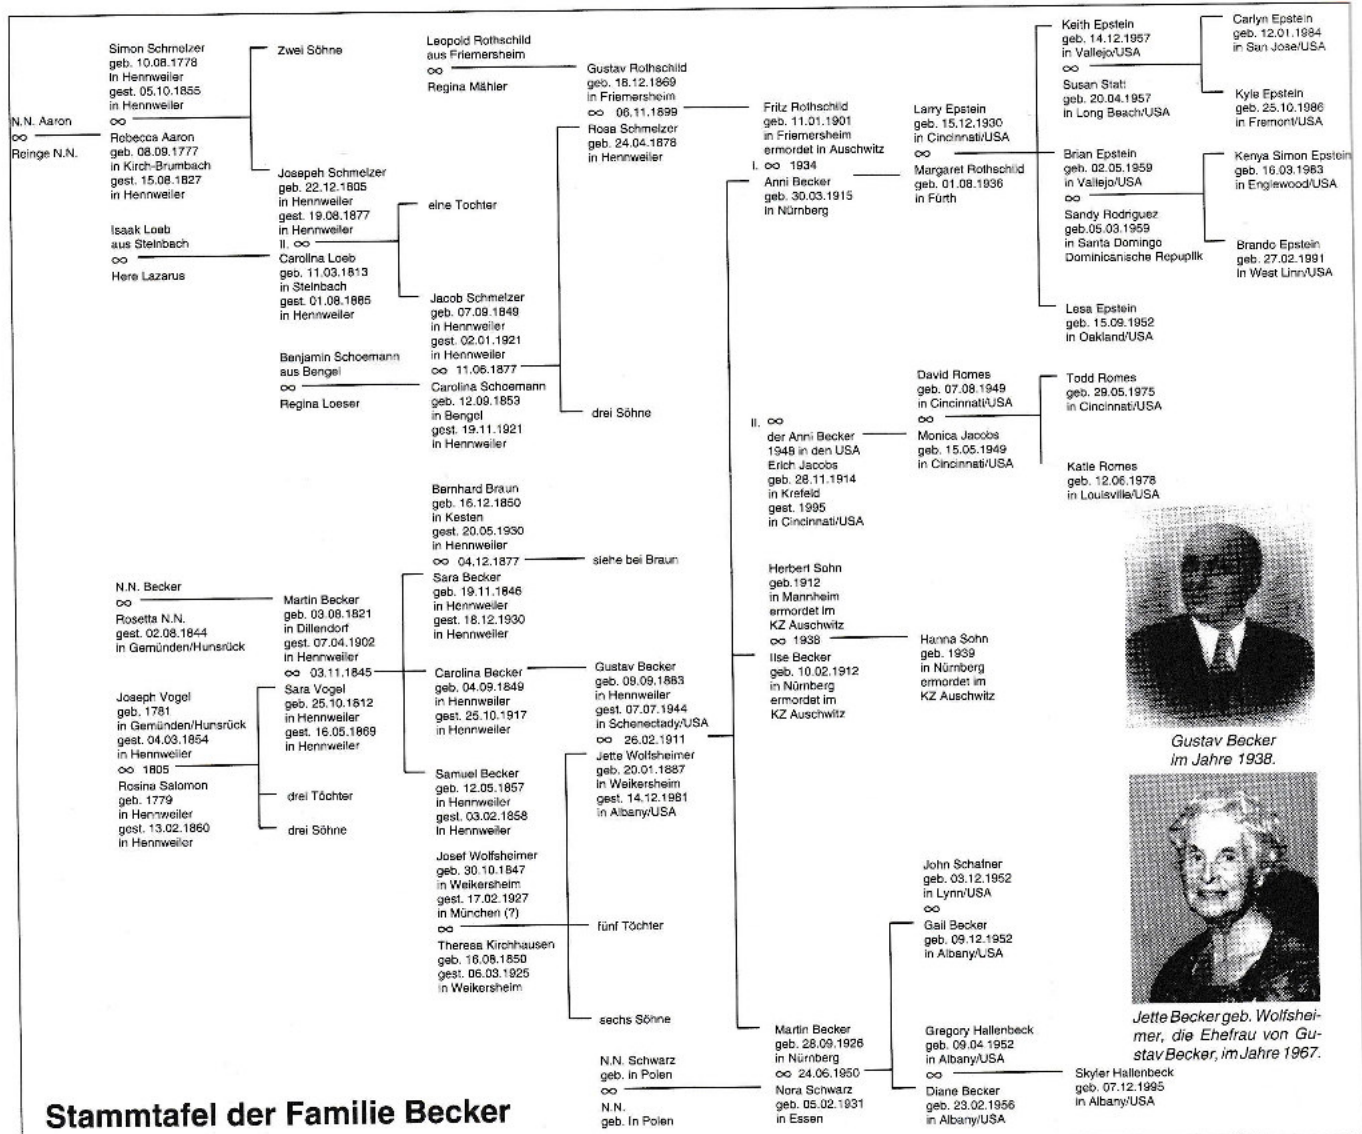 N.N. Aaron
∞
Reinge N.N.
Simon Schmelzer
geb. 10.08.1778
in Hennweiler
gest. 05.10.1855
in Hennweiler
∞
Rebecca Aaron
geb. 08.09.1777
in Kirch-Brumbach
gest. 15.08.1827
in Hennweiler
Isaak Loeb
aus Steinbach
∞
Here Lazarus
Zwei Söhne
Josepeh Schmelzer
geb. 22.12.1805
in Hennweiler
gest. 19.08.1877
in Hennweiler
II. ∞
Carolina Loeb
geb. 11.03.1813
in Steinbach
gest. 01.08.1885
in Hennweiler
Benjamin Schoemann
aus Bengel
∞
Regina Loeser
Leopold Rothschild
aus Friemersheim
∞
Regina Mähler
eine Tochter
Jacob Schmelzer
geb. 07.09.1849
in Hennweiler
gest. 02.01.1921
in Hennweiler
∞ 11.06.1877
Carolina Schoemann
geb. 12.09.1853
in Bengel
gest. 19.11.1921
in Hennweiler
Gustav Rothschild
geb. 18.12.1869
in Friemersheim
∞ 06.11.1899
Rosa Schmelzer
geb. 24.04.1878
in Hennweiler
drei Söhne
Fritz Rothschild
geb. 11.01.1901
in Friemersheim
ermordet in Auschwitz
I. ∞ 1934
Anni Becker
geb. 30.03.1915
in Nürnberg
Larry Epstein
geb. 15.12.1930
in Cincinnati/USA
∞
Margaret Rothschild
geb. 01.08.1936
in Fürth
Keith Epstein
geb. 14.12.1957
in Vallejo/USA
∞
Susan Statt
geb. 20.04.1957
in Long Beach/USA
Carlyn Epstein
geb. 12.01.1984
in San Jose/USA
Kyle Epstein
geb. 25.10.1986
in Fremont/USA
Brian Epstein
geb. 02.05.1959
in Vallejo/USA
∞
Sandy Rodriguez
geb.05.03.1959
in Santa Domingo
Dominicanische Repuplik
Kenya Simon Epstein
geb. 16.03.1983
in Englewood/USA
Brando Epstein
geb. 27.02.1991
in West Linn/USA
Lesa Epstein
geb. 15.09.1952
in Oakland/USA
II. ∞
der Anni Becker
1948 in den USA
Erich Jacobs
geb. 28.11.1914
in Krefeld
gest. 1995
in Cincinnati/USA
David Romes
geb. 07.08.1949
in Cincinnati/USA
∞
Monica Jacobs
geb. 15.05.1949
in Cincinnati/USA
Todd Romes
geb. 29.05.1975
in Cincinnati/USA
Katie Romes
geb. 12.06.1978
in Louisville/USA
N.N. Becker
∞
Rosetta N.N.
gest. 02.08.1844
in Gemünden/Hunsrück
Joseph Vogel
geb. 1781
in Gemünden/Hunsrück
gest. 04.03.1854
in Hennweiler
∞ 1805
Rosina Salomon
geb. 1779
in Hennweiler
gest. 13.02.1860
in Hennweiler
Martin Becker
geb. 03.08.1821
in Dillendorf
gest. 07.04.1902
in Hennweiler
∞ 03.11.1845
Sara Vogel
geb. 25.10.1812
in Hennweiler
gest. 16.05.1869
in Hennweiler
drei Töchter
drei Söhne
Bernhard Braun
geb. 16.12.1850
in Kesten
gest. 20.05.1930
in Hennweiler
∞ 04.12.1877
Sara Becker
geb. 19.11.1846
in Hennweiler
gest. 18.12.1930
in Hennweiler
siehe bei Braun
Carolina Becker
geb. 04.09.1849
in Hennweiler
gest. 25.10.1917
in Hennweiler
Samuel Becker
geb. 12.05.1857
in Hennweiler
gest. 03.02.1858
in Hennweiler
Josef Wolfsheimer
geb. 30.10.1847
in Weikersheim
gest. 17.02.1927
in München (?)
∞
Theresa Kirchhausen
geb. 16.08.1850
gest. 06.03.1925
in Weikersheim
Gustav Becker
geb. 09.09.1883
in Hennweiler
gest. 07.07.1944
in Schenectady/USA
∞ 26.02.1911
Jette Wolfsheimer
geb. 20.01.1887
in Weikersheim
gest. 14.12.1981
in Albany/USA
fünf Töchter
sechs Söhne
Herbert Sohn
geb.1912
in Mannheim
ermordet im
KZ Auschwitz
∞ 1938
Ilse Becker
geb. 10.02.1912
in Nürnberg
ermordet im
KZ Auschwitz
Hanna Sohn
geb. 1939
in Nürnberg
ermordet im
KZ Auschwitz
N.N. Schwarz
geb. in Polen
∞
N.N.
geb. In Polen
Martin Becker
geb. 28.09.1926
in Nürnberg
∞ 24.06.1950
Nora Schwarz
geb. 05.02.1931
in Essen
John Schafner
geb. 03.12.1952
in Lynn/USA
∞
Gail Becker
geb. 09.12.1952
in Albany/USA
Gregory Hallenbeck
geb. 09.04 1952
in Albany/USA
∞
Diane Becker
geb. 23.02.1956
in Albany/USA
Skyler Hallenbeck
geb. 07.12.1995
in Albany/USA
Gustav Becker
im Jahre 1938.
Jette Becker geb. Wolfshei-
mer, die Ehefrau von Gu-
stav Becker, im Jahre 1967.
Stammtafel der Familie Becker